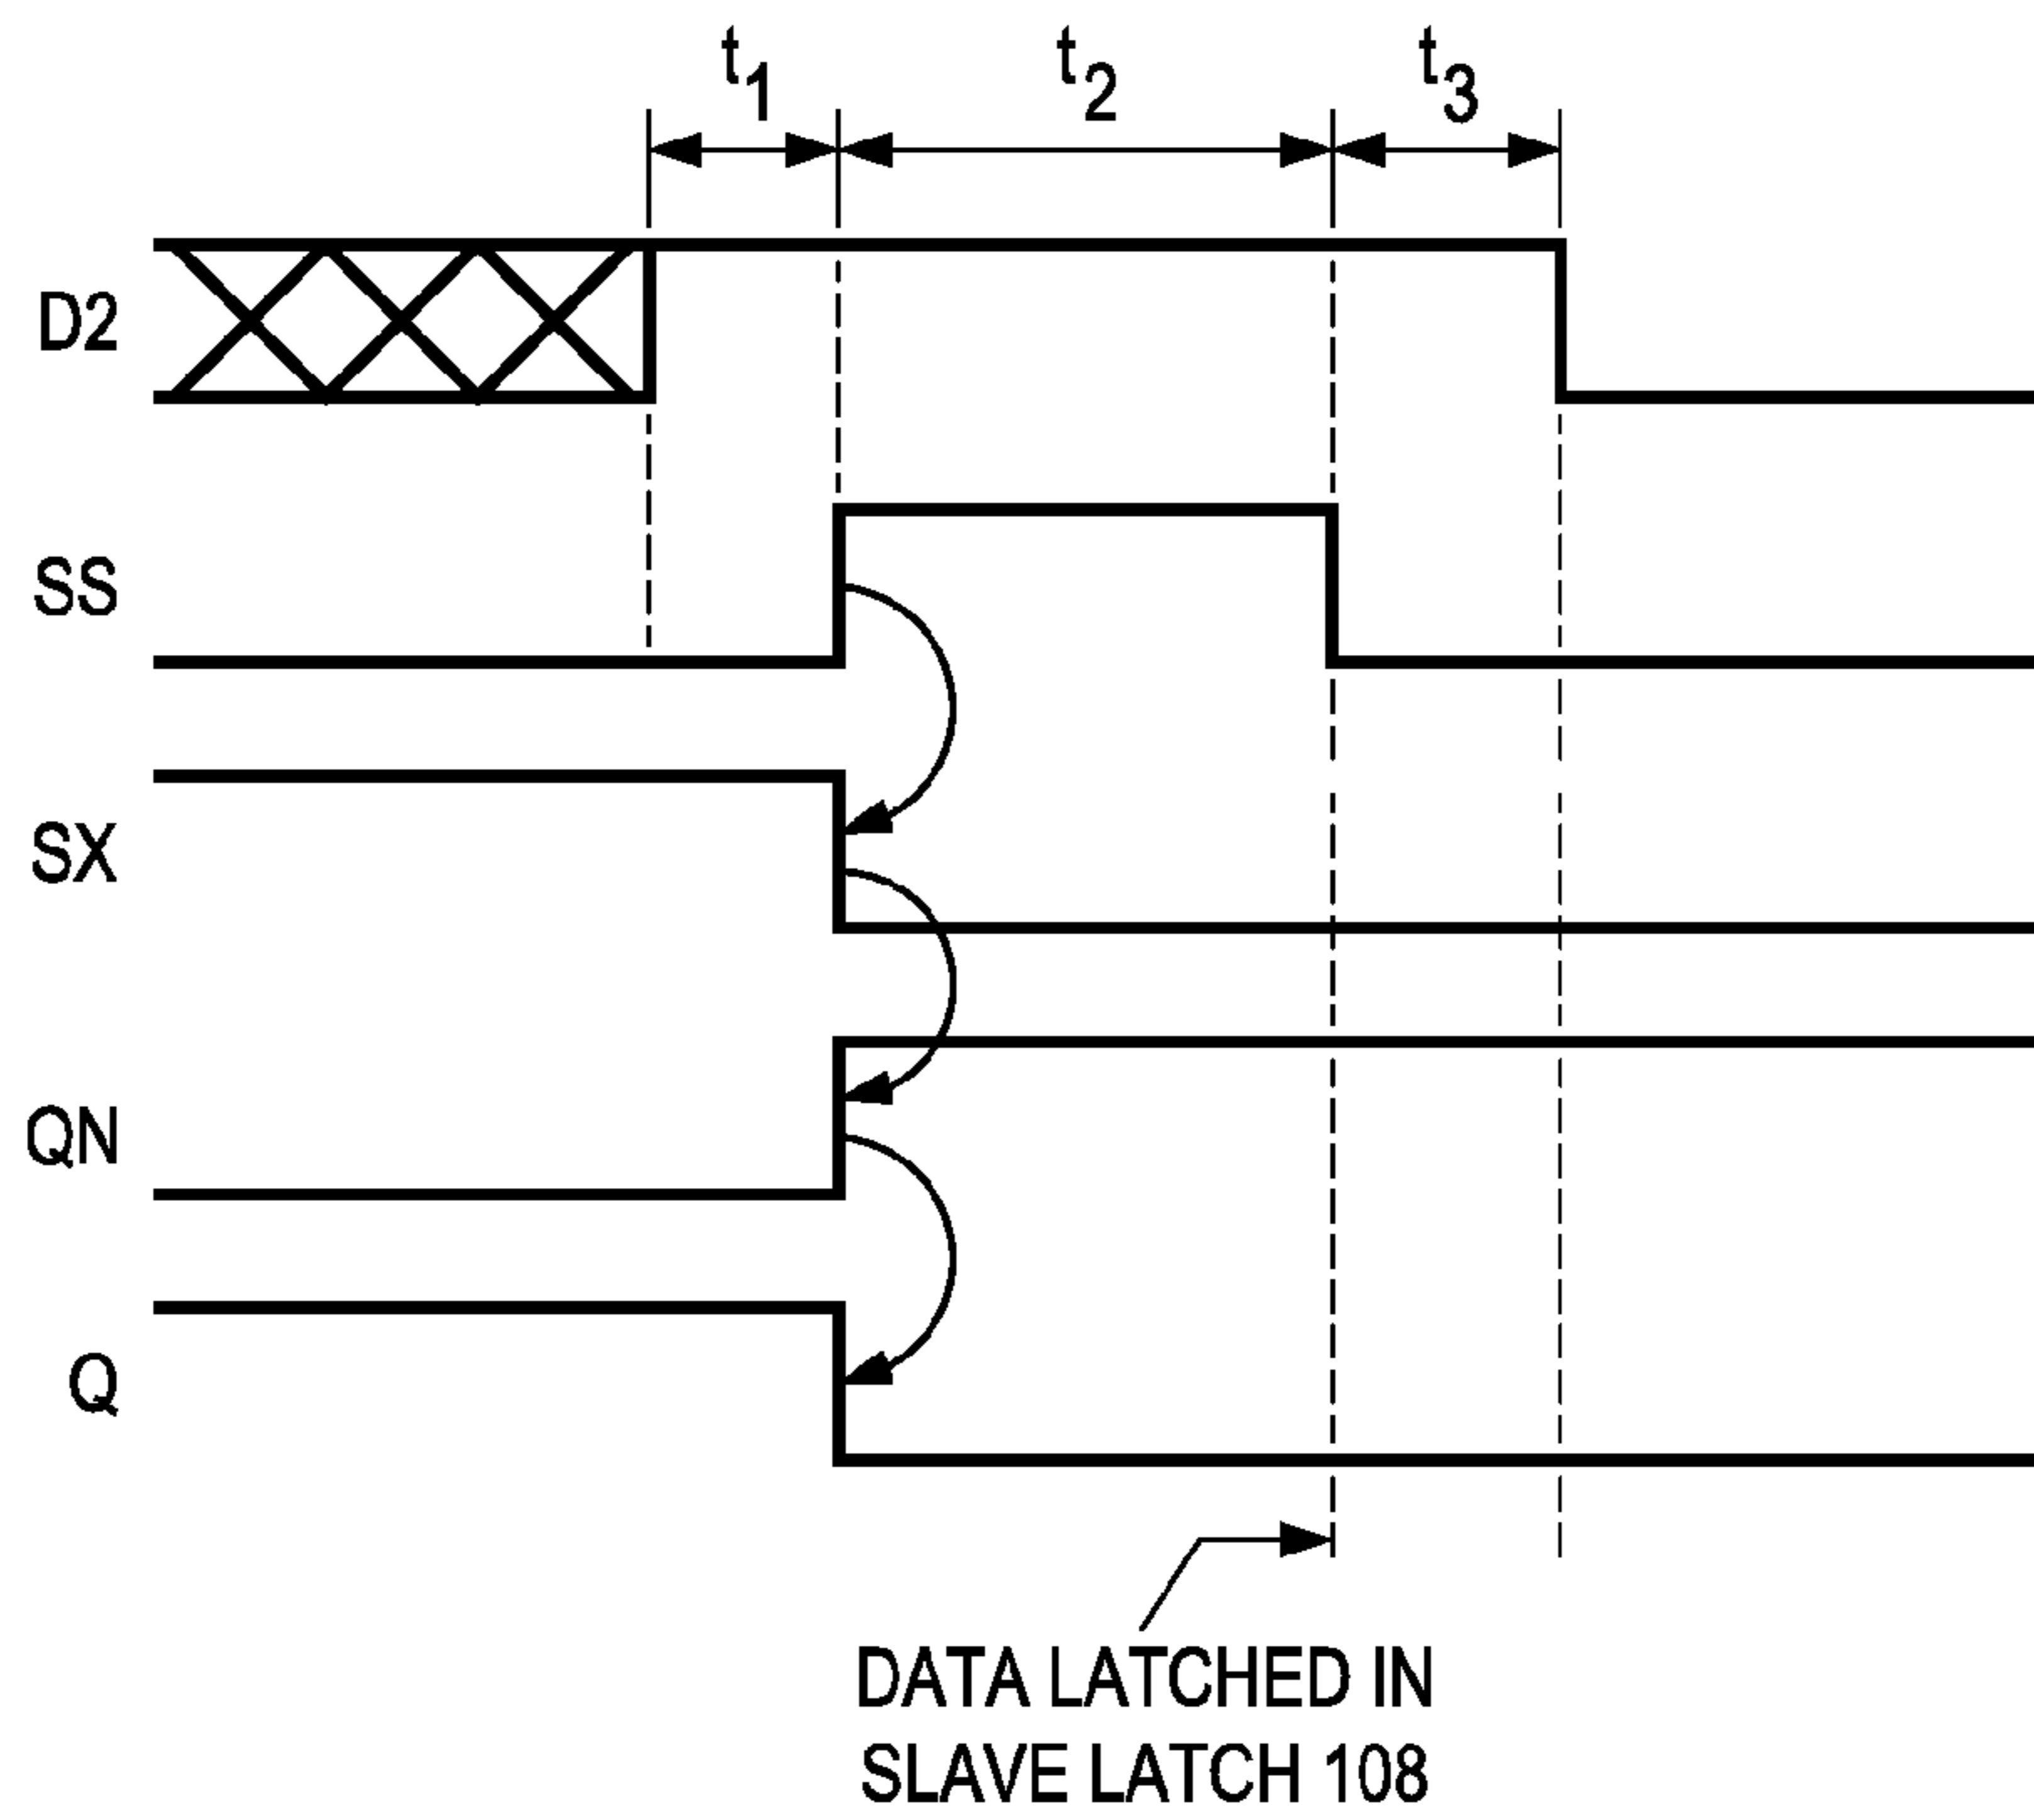 t1 t2 t3
D2
SS
SX
QN
Q
DATA LATCHED IN
SLAVE LATCH 108